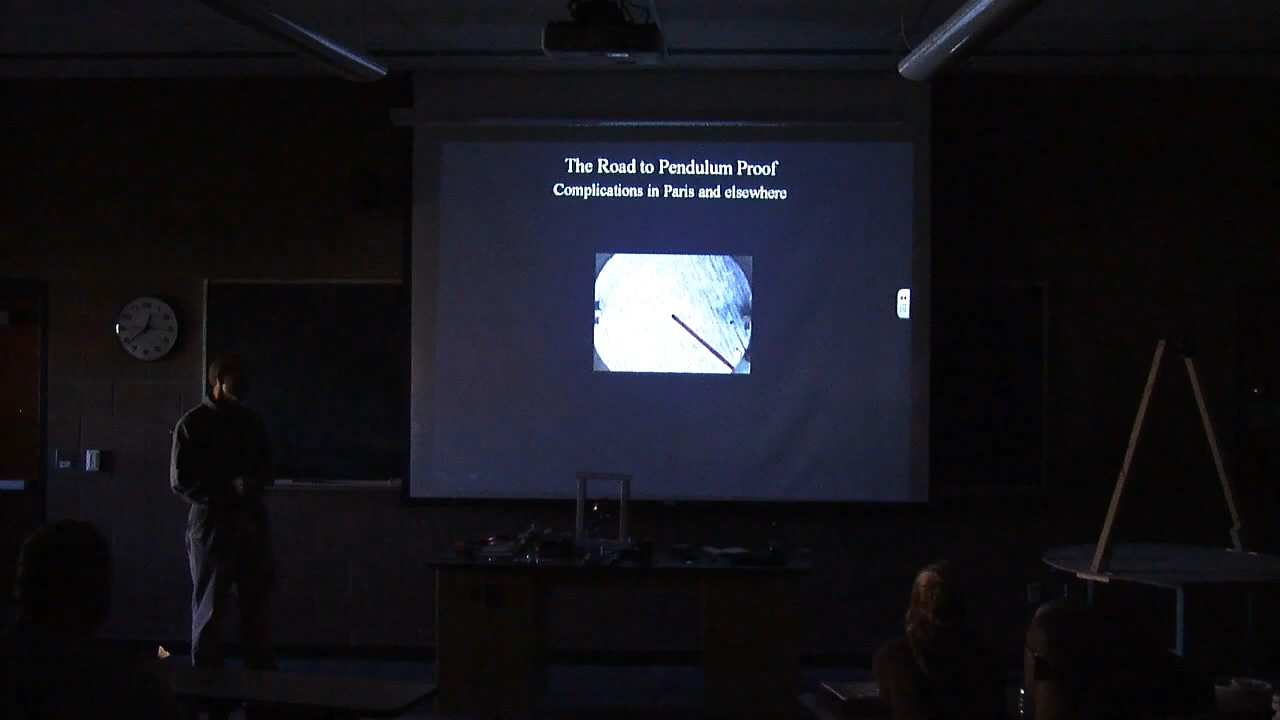 The Road to Pendulum Proof
Complications in Paris and elsewhere